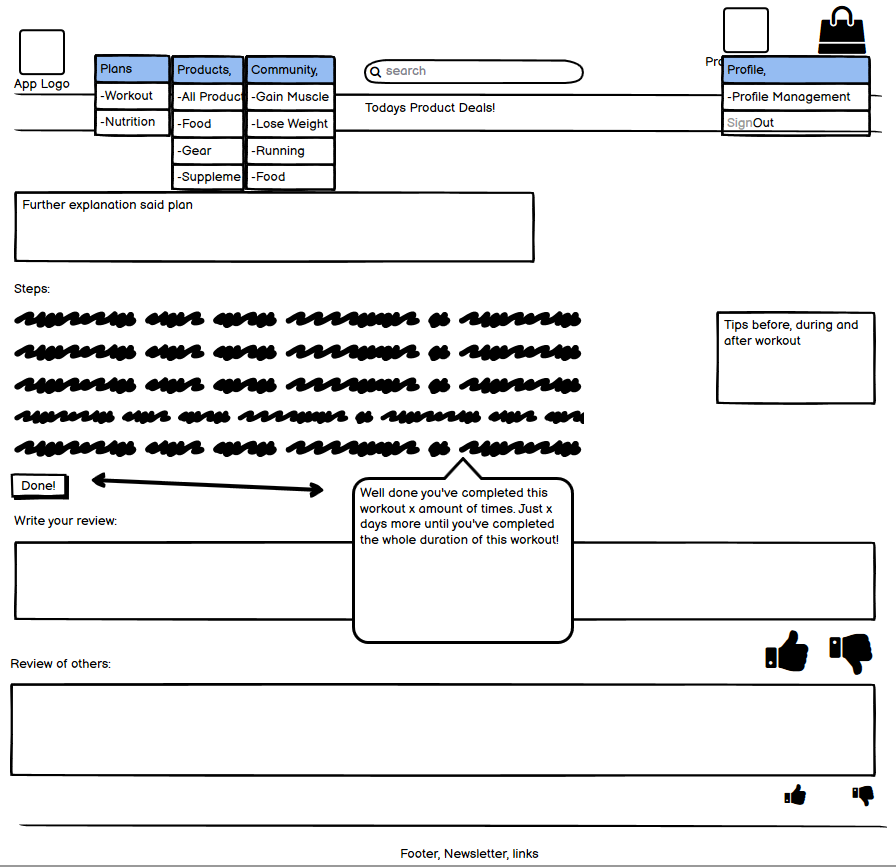 App Logo
Plans
-Workout
-Nutrition
Products,
-All Product
-Food
-Gear
-Suppleme
Community,
-Gain Muscle
-Lose Weight
-Running
-Food
search
Todays Product Deals!
Profile,
-Profile Management
SignOut
Further explanation said plan
Steps:
Tips before, during and
after workout
Done!
Well done you've completed this
workout x amount of times. Just x
days more until you've completed
the whole duration of this workout!
Write your review:
Review of others:
Footer, Newsletter, links